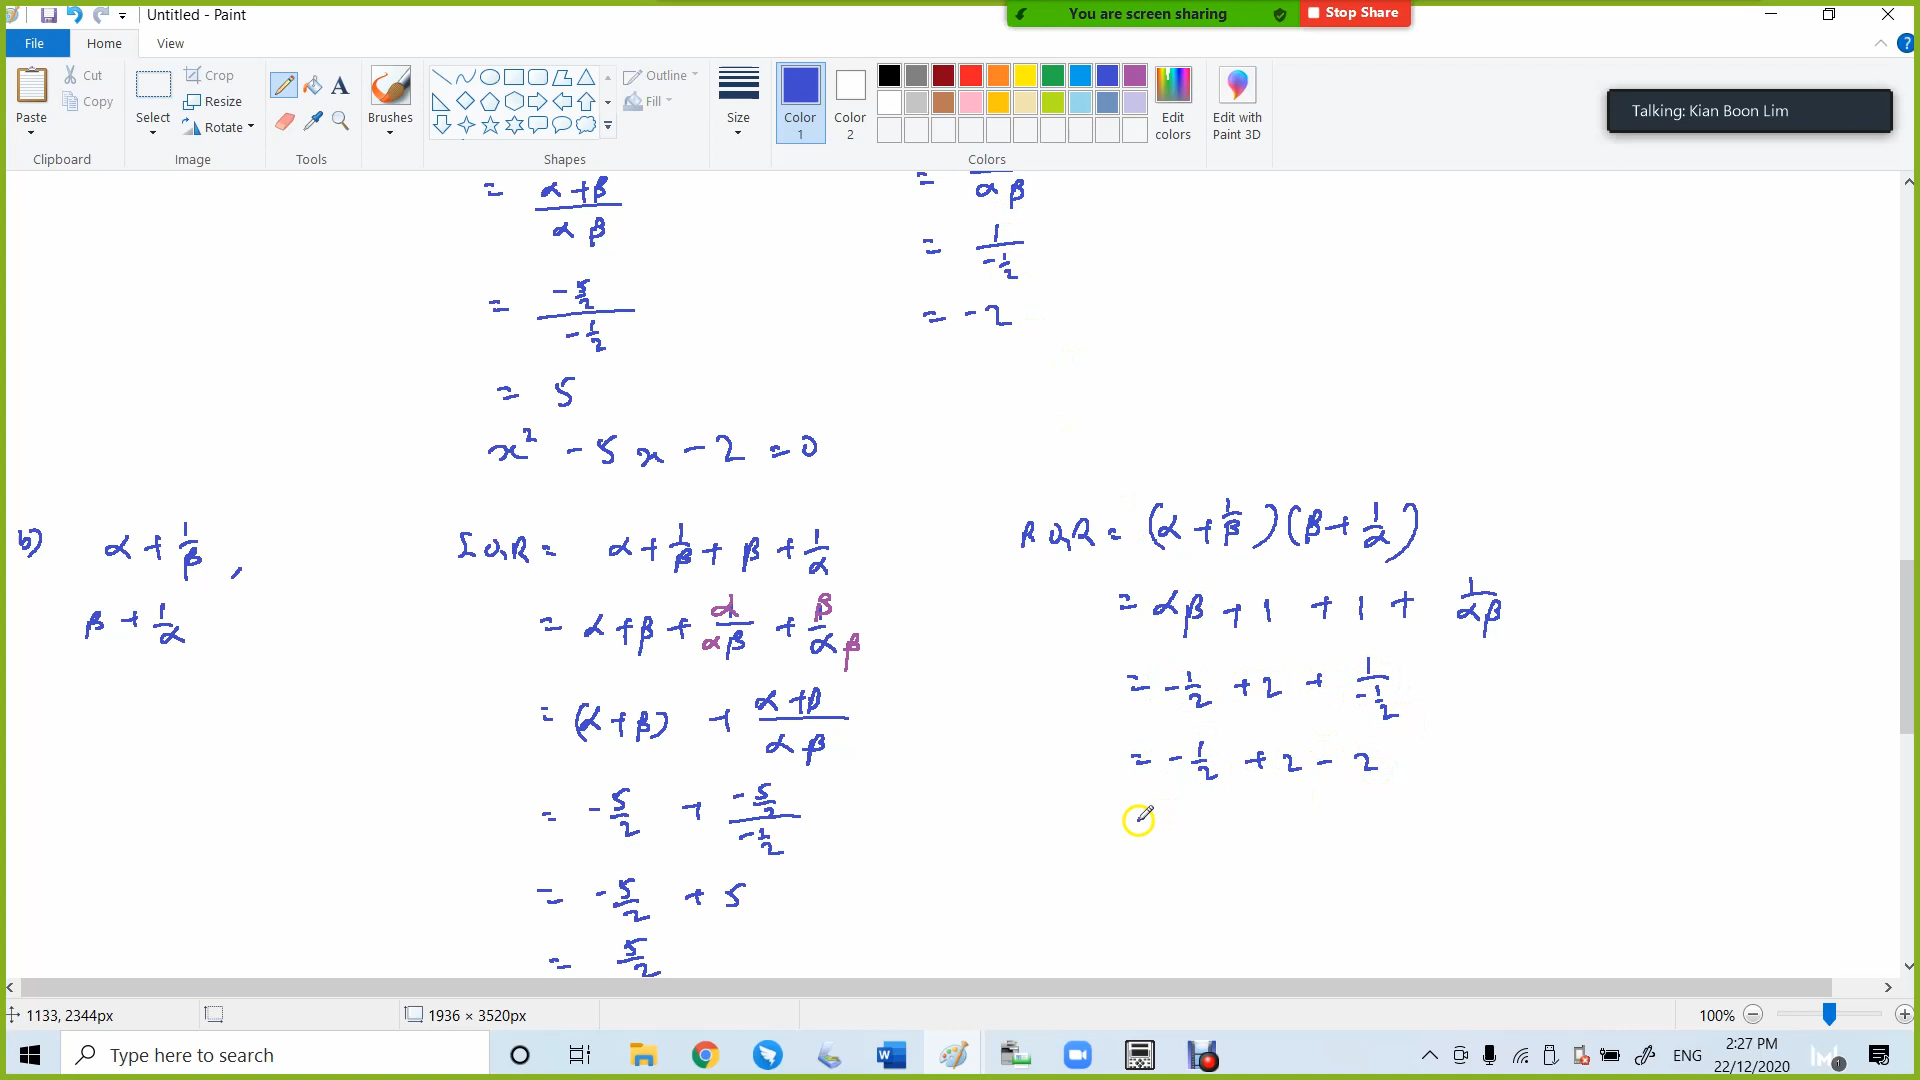 Untitled - Paint
You are screen sharing
Stop Share
File Home View
Cut
Copy
Paste
Clipboard
Crop
Resize
Rotate
Select
Image
A
Tools
Brushes
Outline
Fill
Shapes
Size
Color 1
Color 2
Edit colors
Edit with Paint 3D
Colors
Talking: Kian Boon Lim
= α + β / α β
= -5/2 / -1/2
= 5
x² - 5x - 2 = 0
= / α β
= 1 / -1/2
= -2
b) α + 1/β ,
β + 1/α
α + 1/β + β + 1/α
= α + β + α/αβ + β/αβ
= (α + β) + α + β / α β
= -5/2 + -5/2 / -1/2
= -5/2 + 5
= 5/2
= (α + 1/β)(β + 1/α)
= αβ + 1 + 1 + 1/αβ
= -1/2 + 2 + 1 / -1/2
= -1/2 + 2 - 2
1133, 2344px
1936 × 3520px
100%
Type here to search
ENG
2:27 PM
22/12/2020